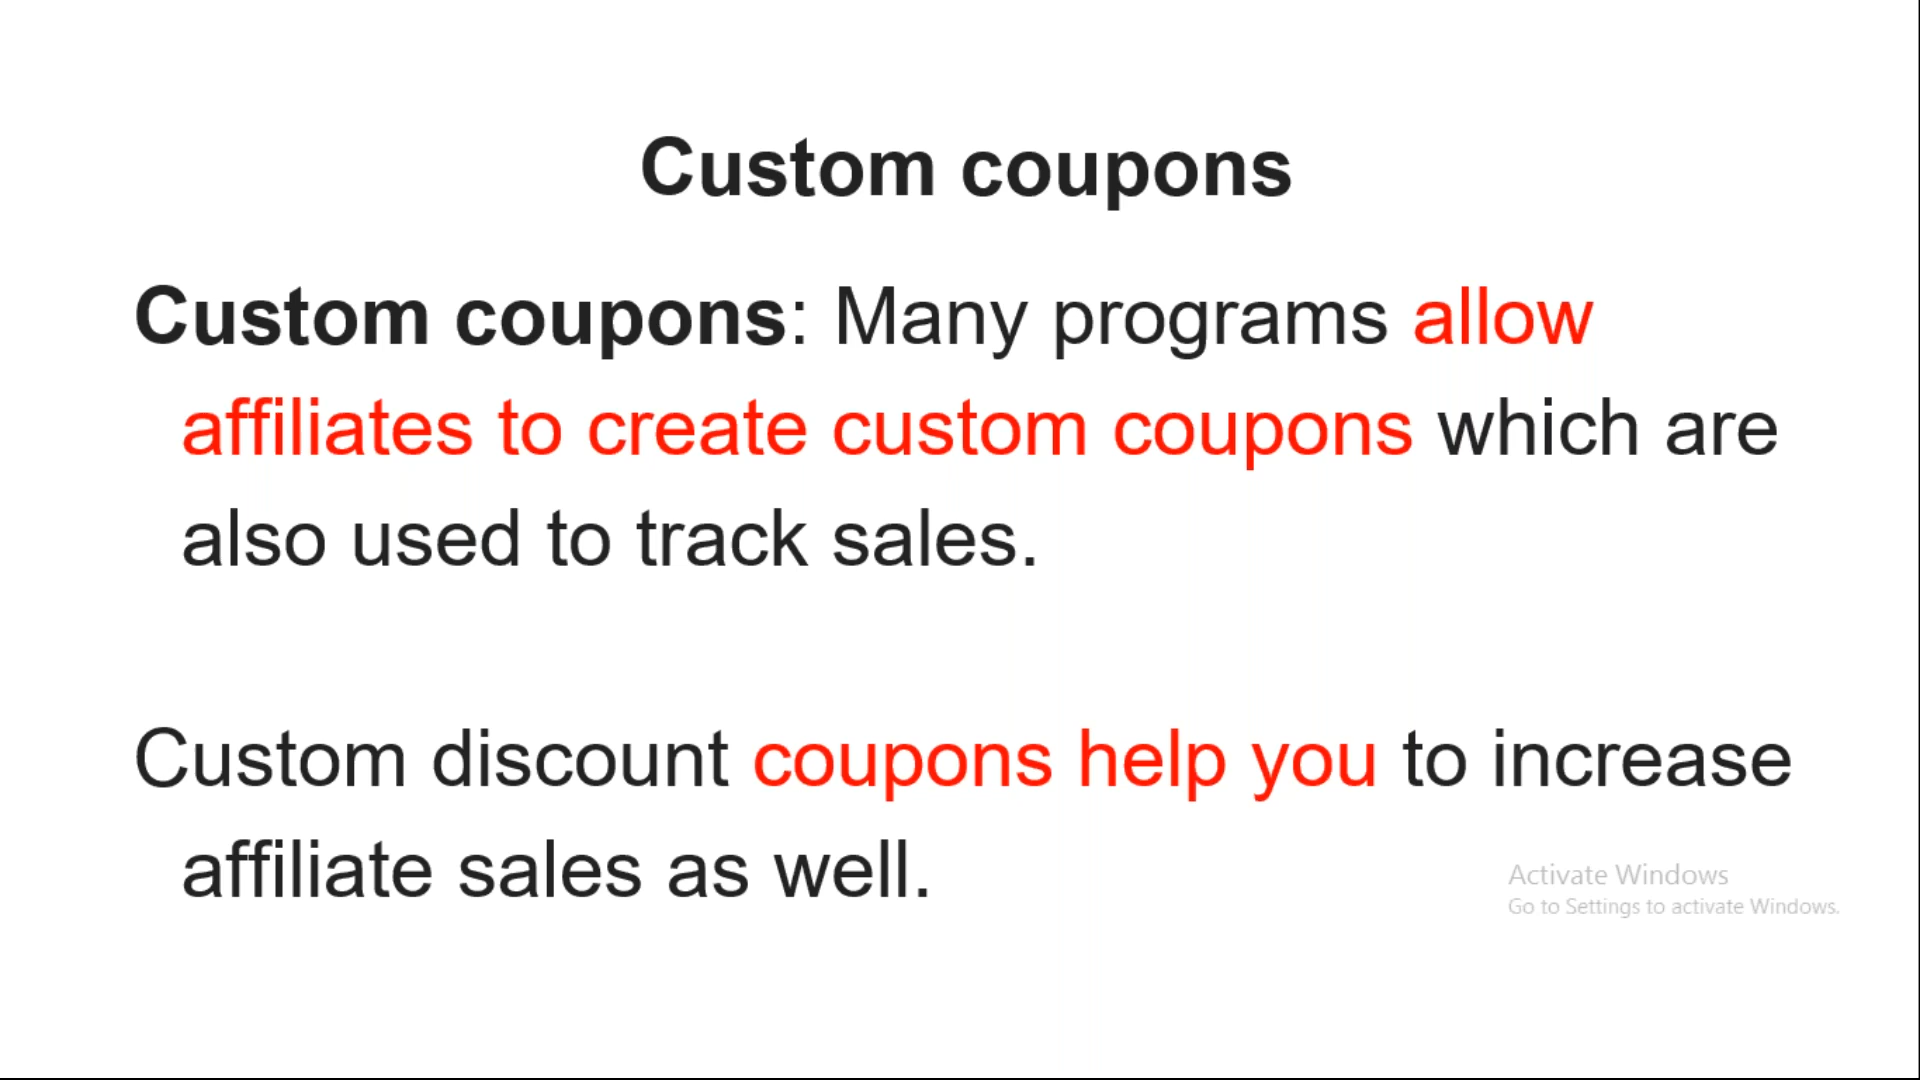 Custom coupons
Custom coupons: Many programs allow
affiliates to create custom coupons which are
also used to track sales.
Custom discount coupons help you to increase
affiliate sales as well.
Activate Windows
Go to Settings to activate Windows.